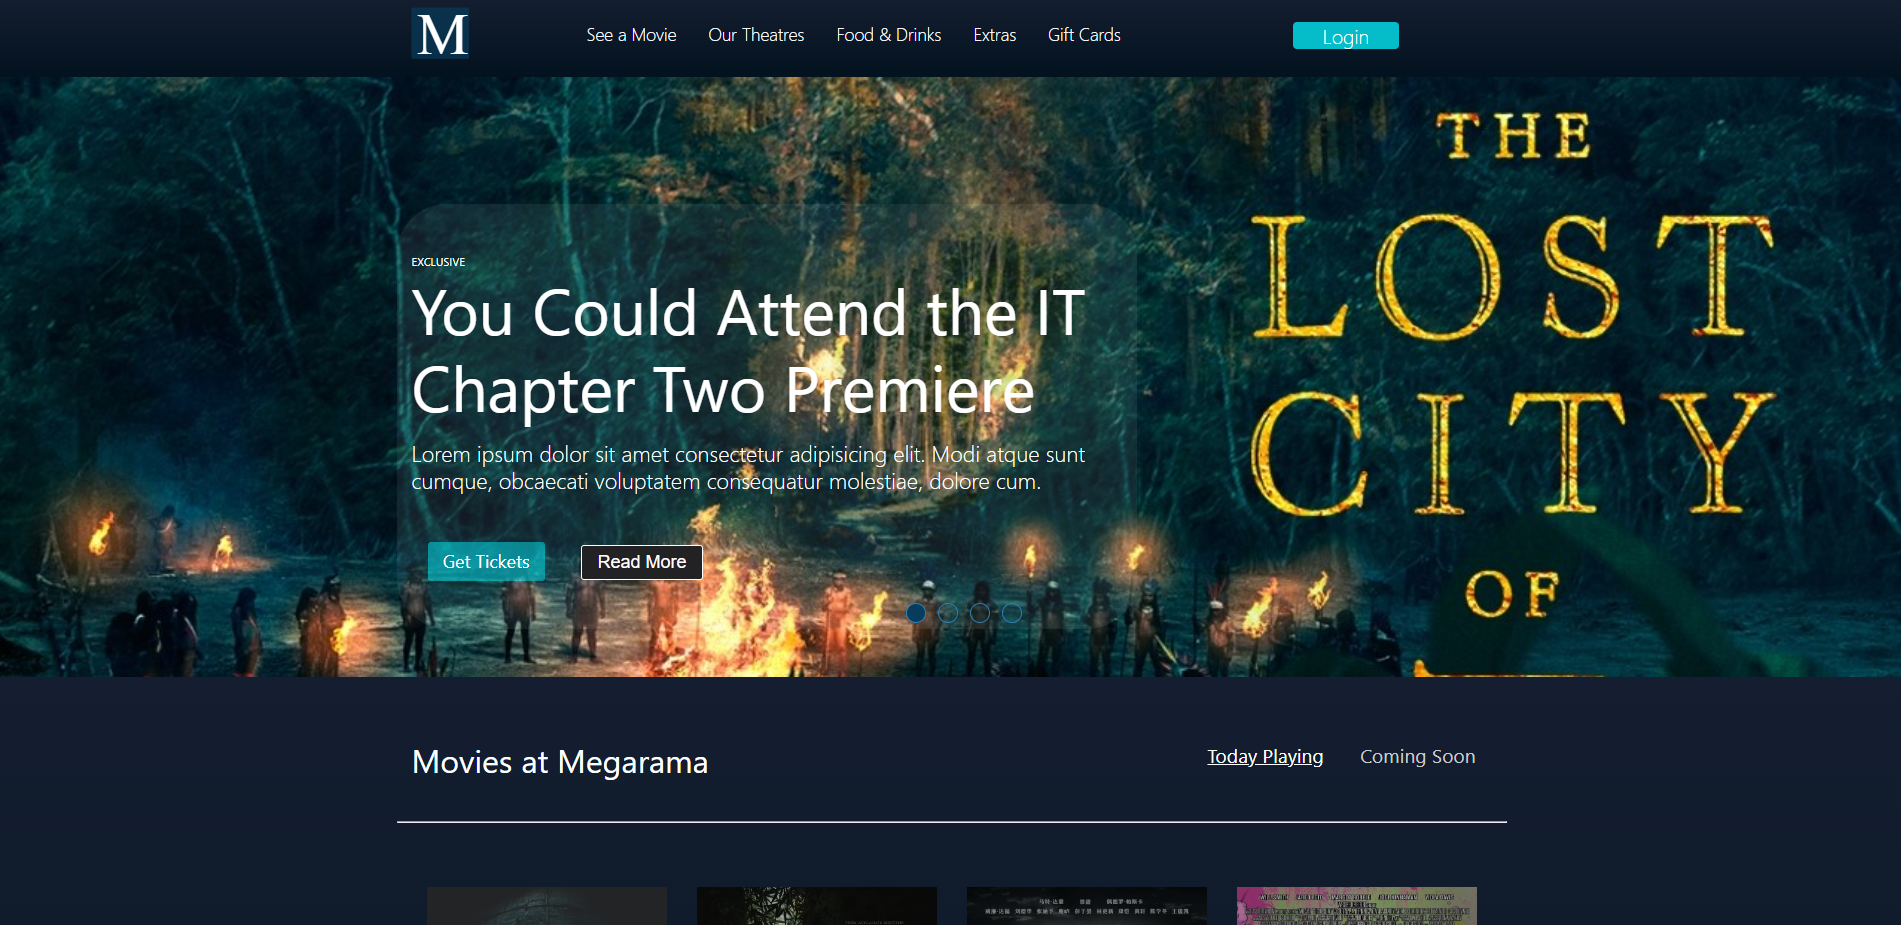 M
See a Movie
Our Theatres
Food & Drinks
Extras
Gift Cards
Login
THE
LOST
CITY
OF
EXCLUSIVE
You Could Attend the IT
Chapter Two Premiere
Lorem ipsum dolor sit amet consectetur adipisicing elit. Modi atque sunt
cumque, obcaecati voluptatem consequatur molestiae, dolore cum.
Get Tickets
Read More
Movies at Megarama
Today Playing
Coming Soon